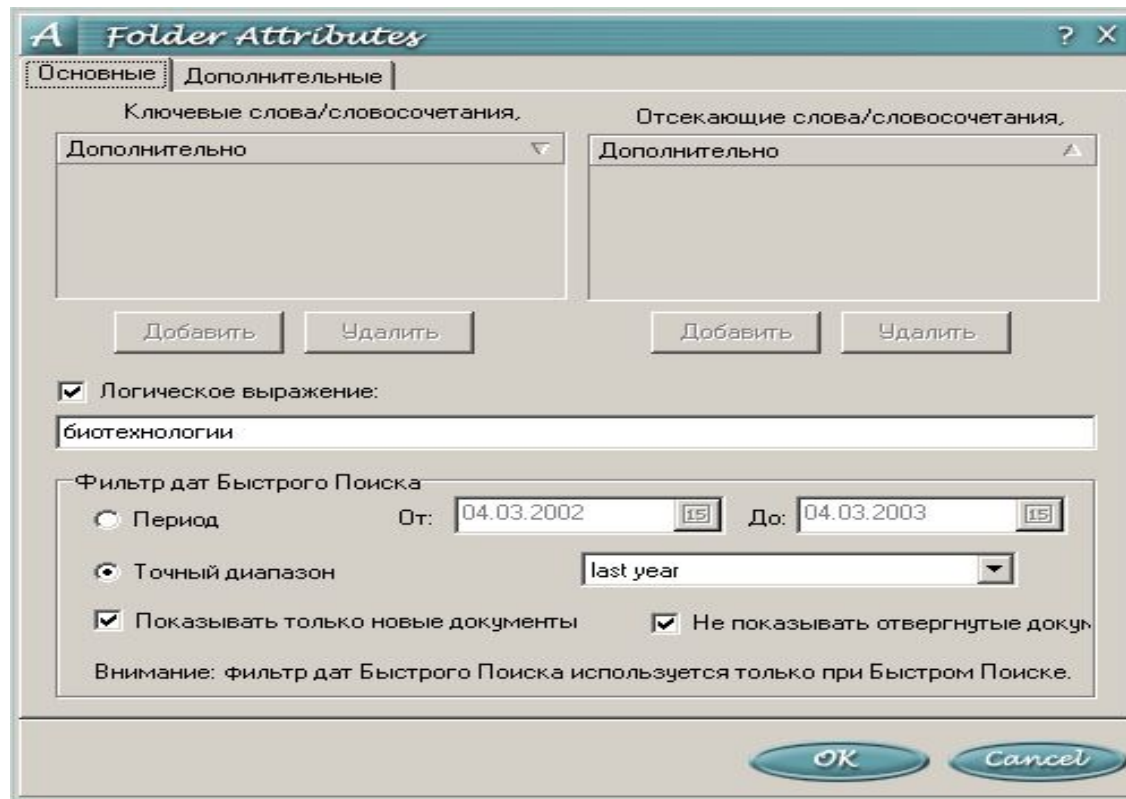 A Folder Attributes ? X
Основные Дополнительные
Ключевые слова/словосочетания, Отсекающие слова/словосочетания,
Дополнительно Дополнительно
Добавить Удалить Добавить Удалить
Логическое выражение:
биотехнологии
Фильтр дат Быстрого Поиска
Период От: 04.03.2002 15 До: 04.03.2003 15
Точный диапазон last year
Показывать только новые документы Не показывать отвергнутые докум
Внимание: фильтр дат Быстрого Поиска используется только при Быстром Поиске.
OK Cancel